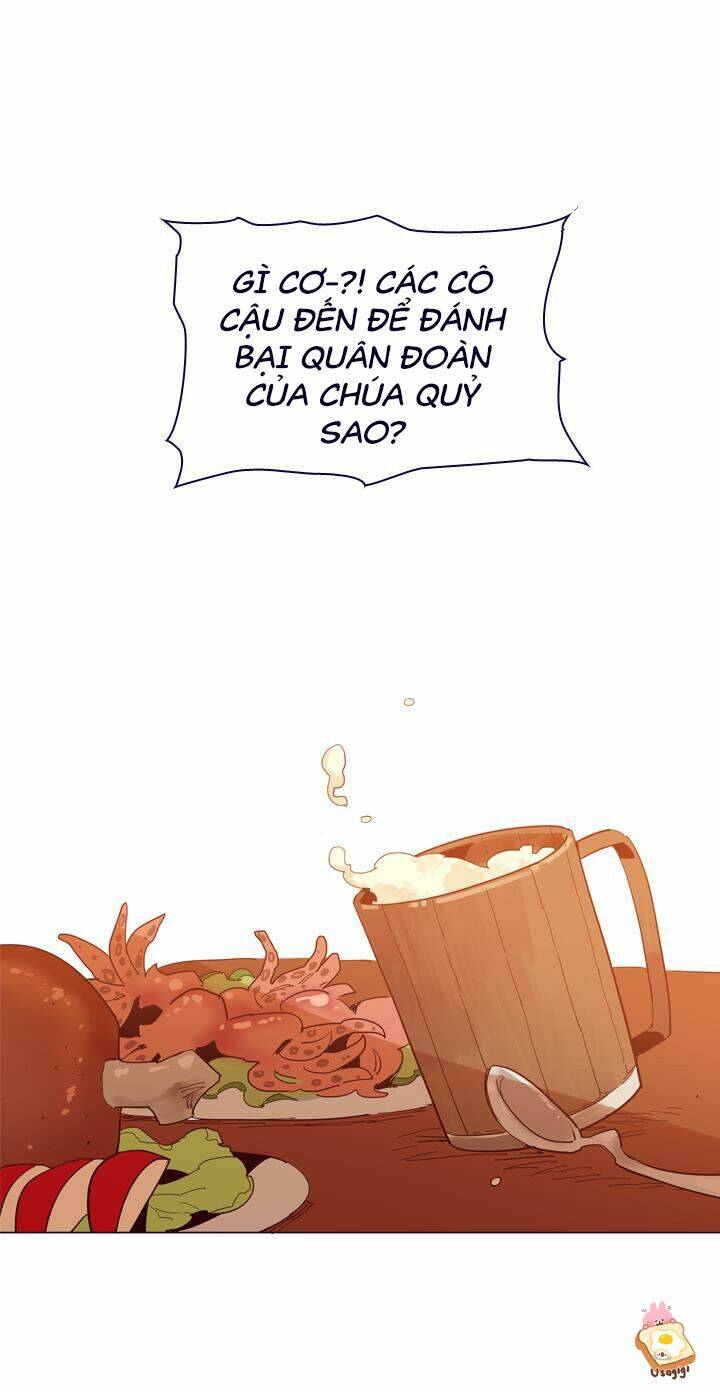 GÌ CƠ-?! CÁC CÔ
CẬU ĐẾN ĐỂ ĐÁNH
BẠI QUÂN ĐOÀN
CỦA CHÚA QUỶ
SAO?
Usagigi